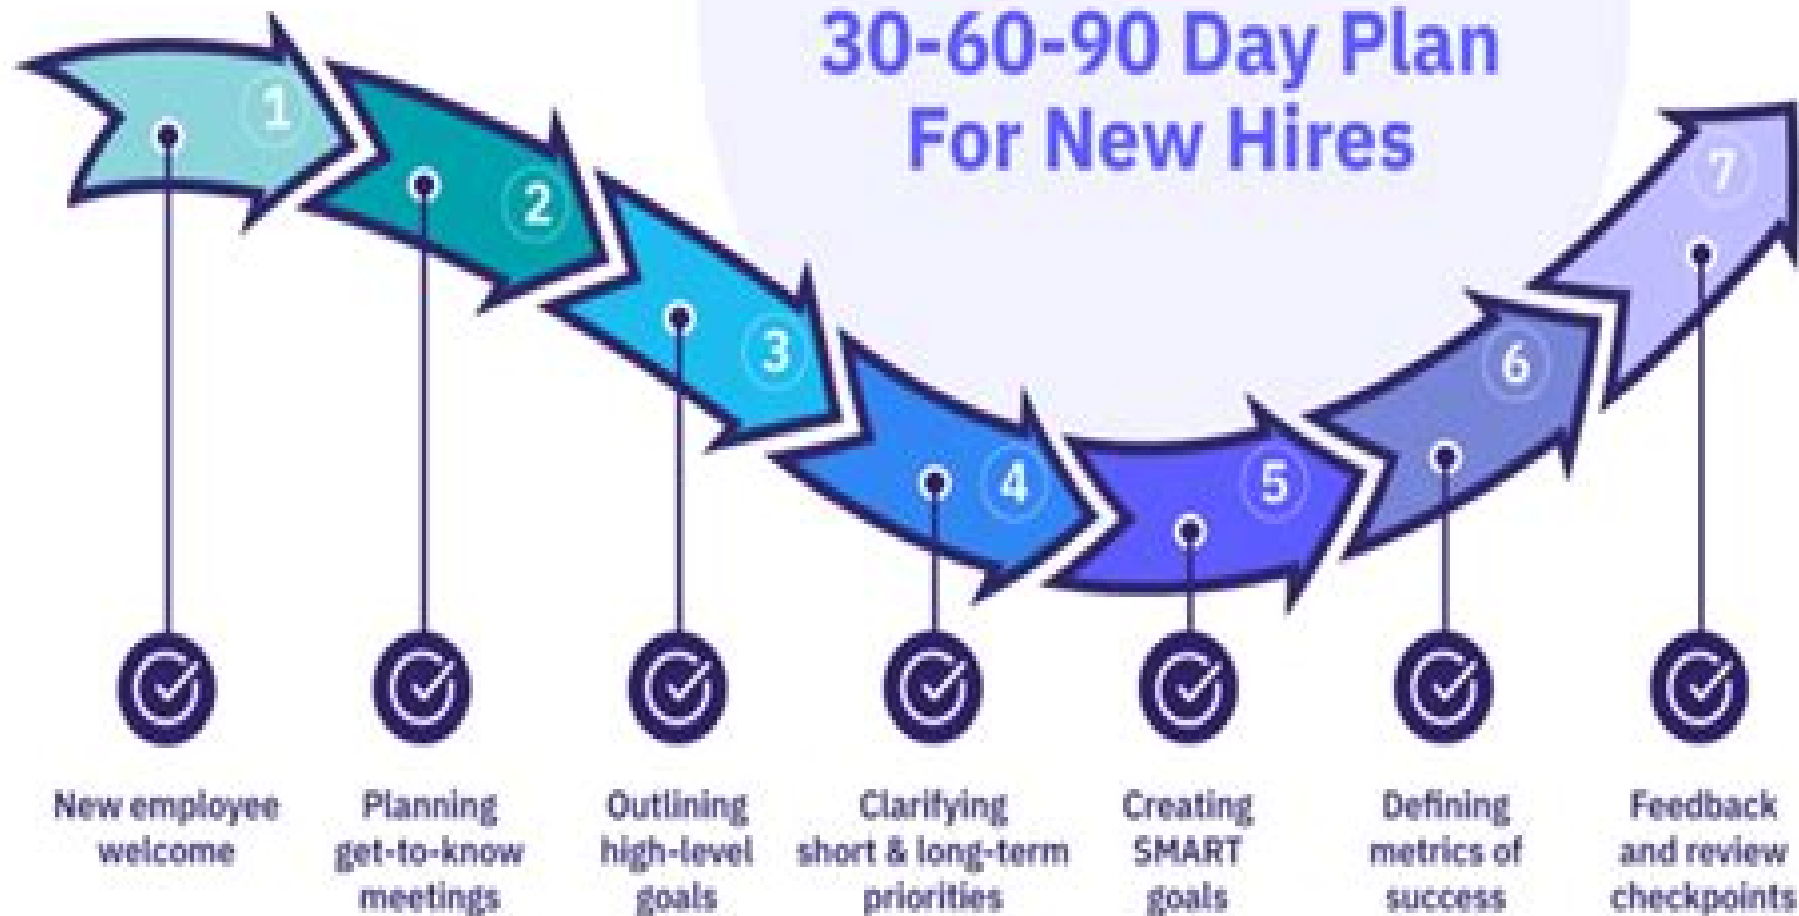 30-60-90 Day Plan
For New Hires
1
2
3
4
5
6
7
New employee
welcome
Planning
get-to-know
meetings
Outlining
high-level
goals
Clarifying
short & long-term
priorities
Creating
SMART
goals
Defining
metrics of
success
Feedback
and review
checkpoints